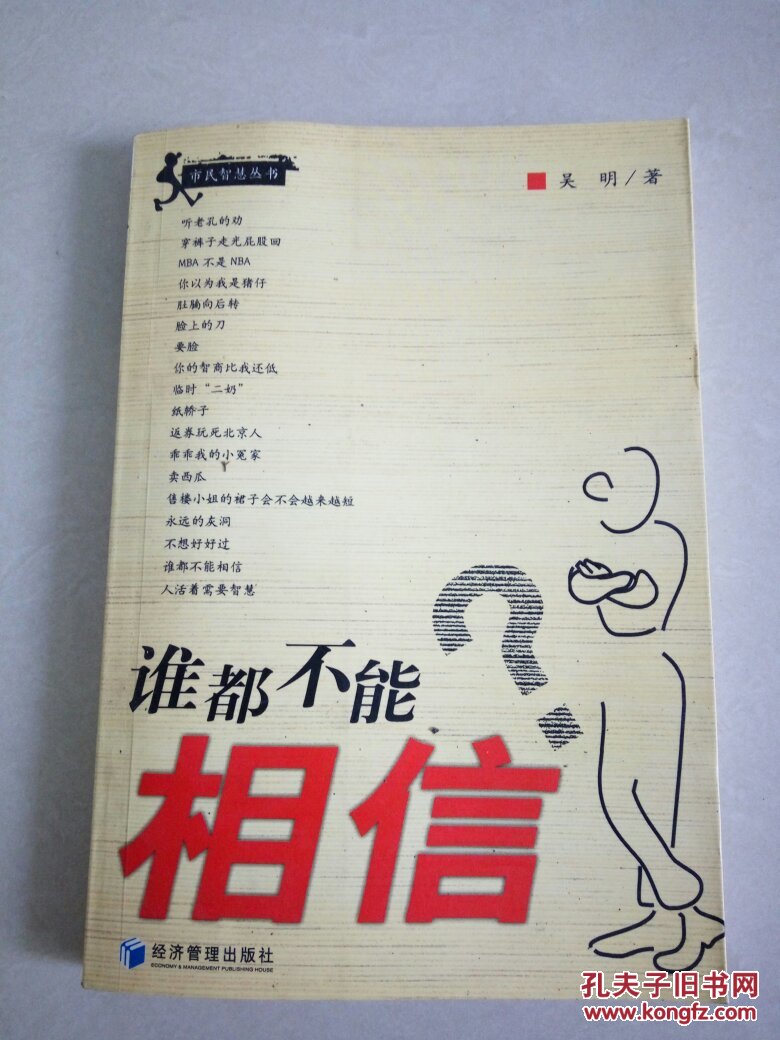 市民智慧丛书
吴 明/著
听老孔的劝
穿裤子走光屁股回
MBA 不是 NBA
你以为我是猪仔
肚脑向后转
脸上的刀
要脸
你的智商比我还低
临时“二奶”
纸轿子
返券玩死北京人
乖乖我的小冤家
卖西瓜
售楼小姐的裙子会不会越来越短
永远的灰洞
不想好好过
谁都不能相信
人活着需要智慧
谁都不能
相信
?
经济管理出版社
ECONOMY & MANAGEMENT PUBLISHING HOUSE
孔夫子旧书网
www.kongfz.com